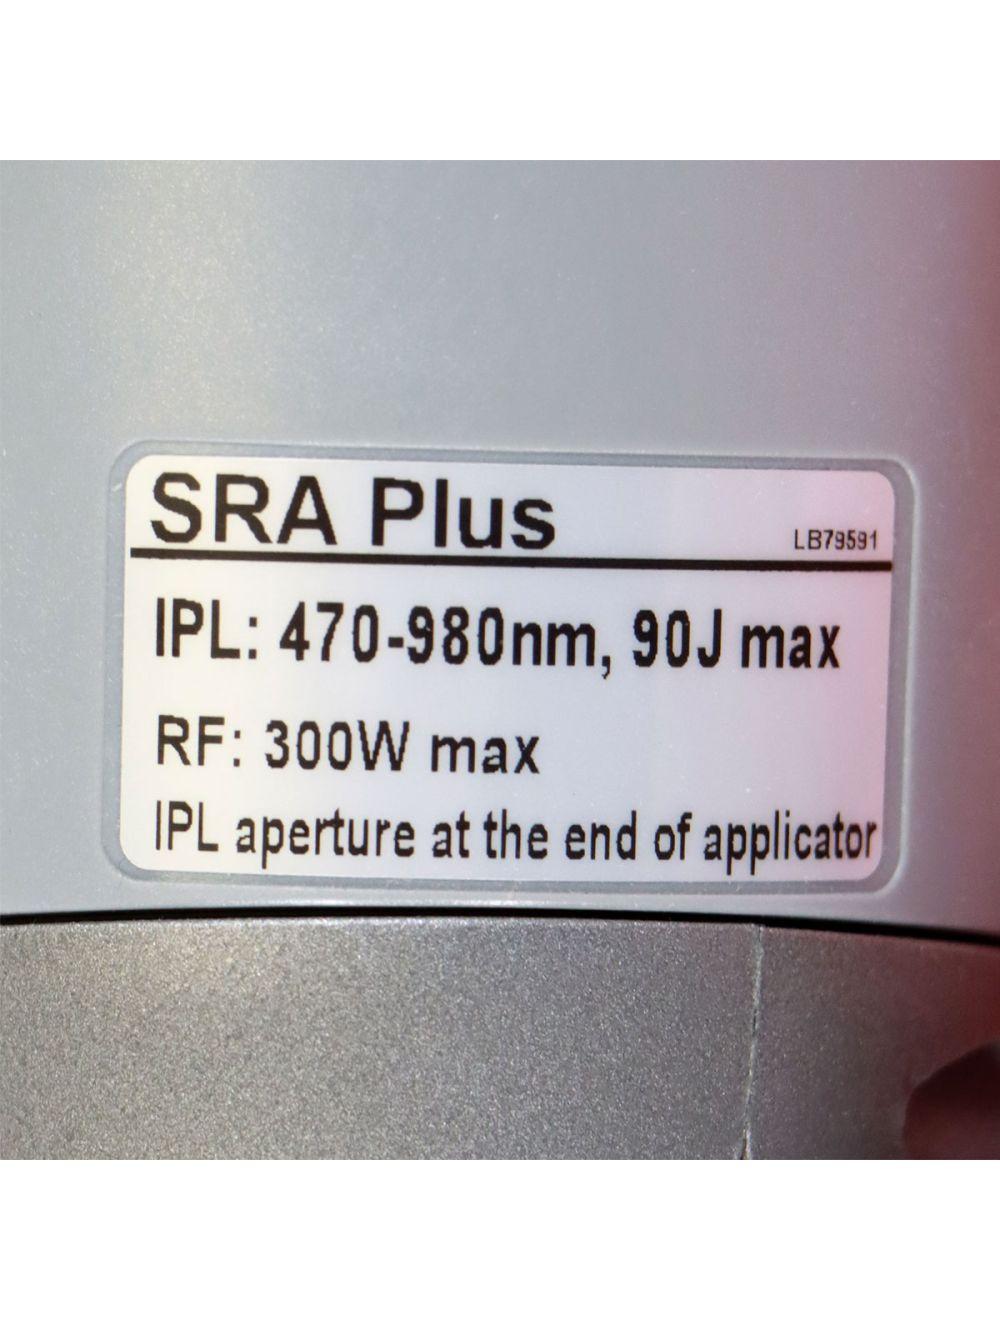 SRA Plus
LB79591
IPL: 470-980nm, 90J max
RF: 300W max
IPL aperture at the end of applicator